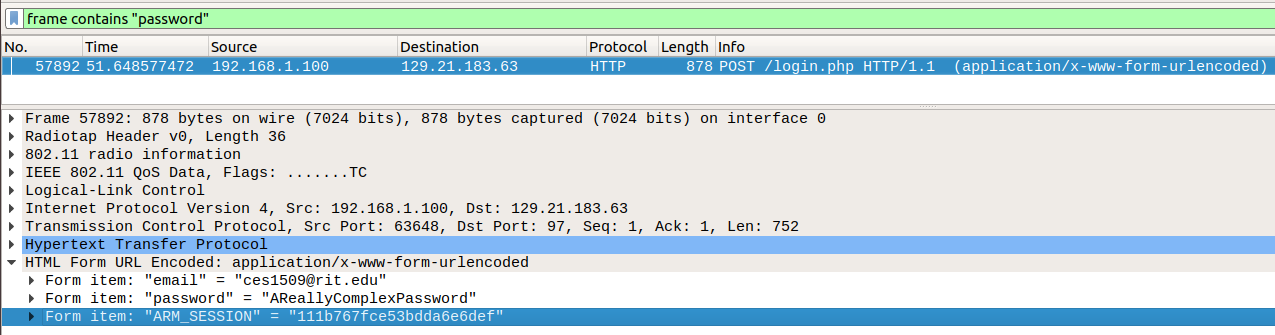 frame contains "password"
No. Time Source Destination Protocol Length Info
57892 51.648577472 192.168.1.100 129.21.183.63 HTTP 878 POST /login.php HTTP/1.1 (application/x-www-form-urlencoded)
Frame 57892: 878 bytes on wire (7024 bits), 878 bytes captured (7024 bits) on interface 0
Radiotap Header v0, Length 36
802.11 radio information
IEEE 802.11 QoS Data, Flags: .......TC
Logical-Link Control
Internet Protocol Version 4, Src: 192.168.1.100, Dst: 129.21.183.63
Transmission Control Protocol, Src Port: 63648, Dst Port: 97, Seq: 1, Ack: 1, Len: 752
Hypertext Transfer Protocol
HTML Form URL Encoded: application/x-www-form-urlencoded
Form item: "email" = "ces1509@rit.edu"
Form item: "password" = "AReallyComplexPassword"
Form item: "ARM_SESSION" = "111b767fce53bdda6e6def"